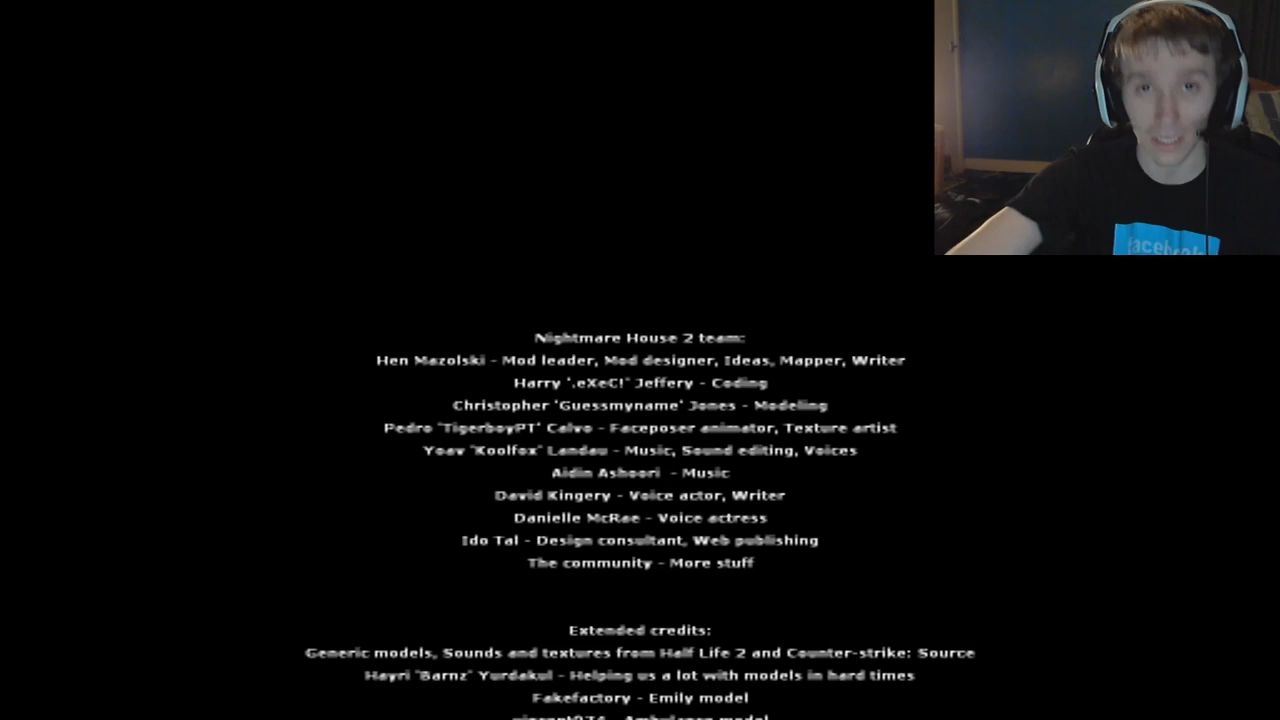 facebook
Nightmare House 2 team:
Hen Mazolski - Mod leader, Mod designer, Ideas, Mapper, Writer
Harry '.eXeC!' Jeffery - Coding
Christopher 'Guessmyname' Jones - Modeling
Pedro 'TigerboyPT' Calvo - Faceposer animator, Texture artist
Yoav 'Koolfox' Landau - Music, Sound editing, Voices
Aidin Ashoori - Music
David Kingery - Voice actor, Writer
Danielle McRae - Voice actress
Ido Tal - Design consultant, Web publishing
The community - More stuff
Extended credits:
Generic models, Sounds and textures from Half Life 2 and Counter-strike: Source
Hayri 'Barnz' Yurdakul - Helping us a lot with models in hard times
Fakefactory - Emily model
- Ambulance model